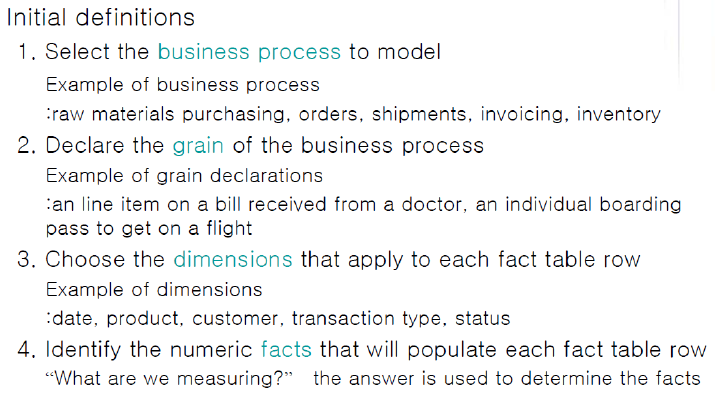 Initial definitions
1. Select the business process to model
Example of business process
:raw materials purchasing, orders, shipments, invoicing, inventory
2. Declare the grain of the business process
Example of grain declarations
:an line item on a bill received from a doctor, an individual boarding
pass to get on a flight
3. Choose the dimensions that apply to each fact table row
Example of dimensions
:date, product, customer, transaction type, status
4. Identify the numeric facts that will populate each fact table row
“What are we measuring?” the answer is used to determine the facts